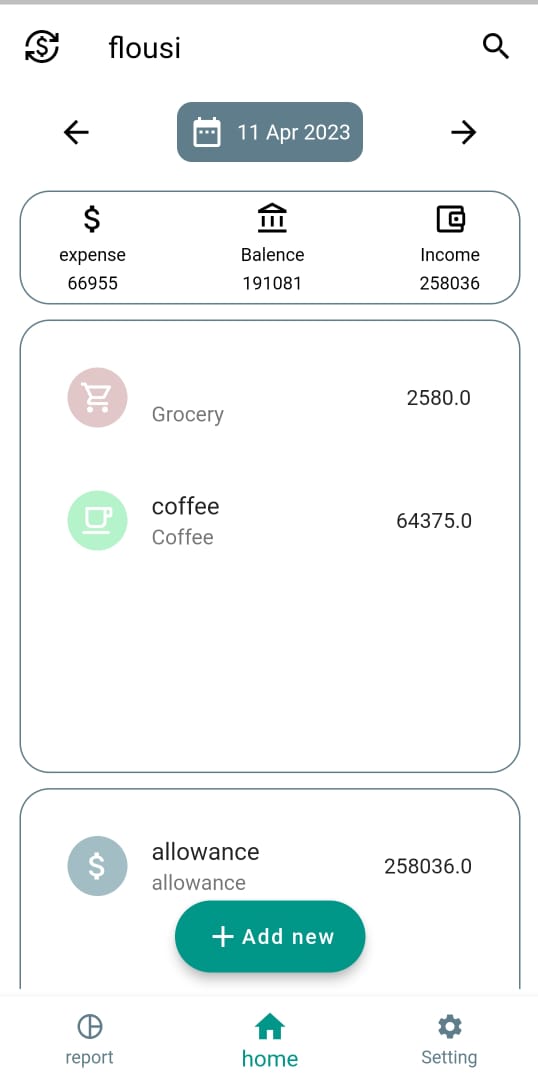 flousi
11 Apr 2023
expense Balence Income
66955 191081 258036
2580.0
Grocery
coffee
64375.0
Coffee
allowance
258036.0
allowance
+ Add new
report home Setting